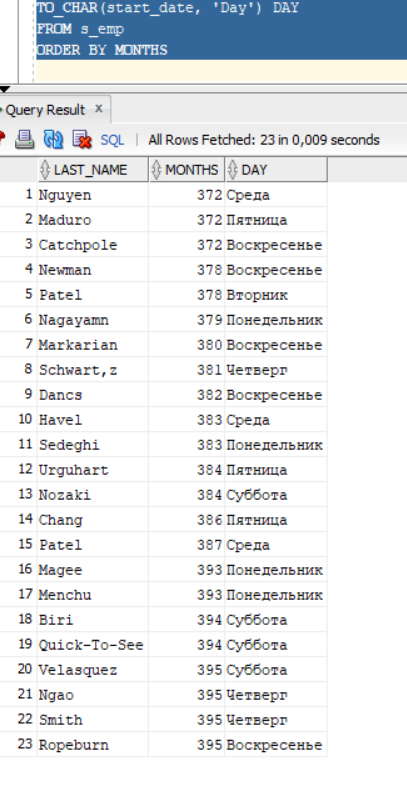 TO_CHAR(start_date, 'Day') DAY
FROM s_emp
ORDER BY MONTHS
Query Result x
SQL | All Rows Fetched: 23 in 0,009 seconds
LAST_NAME MONTHS DAY
1 Nguyen 372 Среда
2 Maduro 372 Пятница
3 Catchpole 372 Воскресенье
4 Newman 378 Воскресенье
5 Patel 378 Вторник
6 Nagayamn 379 Понедельник
7 Markarian 380 Воскресенье
8 Schwart,z 381 Четверг
9 Dancs 382 Воскресенье
10 Havel 383 Среда
11 Sedeghi 383 Понедельник
12 Urguhart 384 Пятница
13 Nozaki 384 Суббота
14 Chang 386 Пятница
15 Patel 387 Среда
16 Magee 393 Понедельник
17 Menchu 393 Понедельник
18 Biri 394 Суббота
19 Quick-To-See 394 Суббота
20 Velasquez 395 Суббота
21 Ngao 395 Четверг
22 Smith 395 Четверг
23 Ropeburn 395 Воскресенье